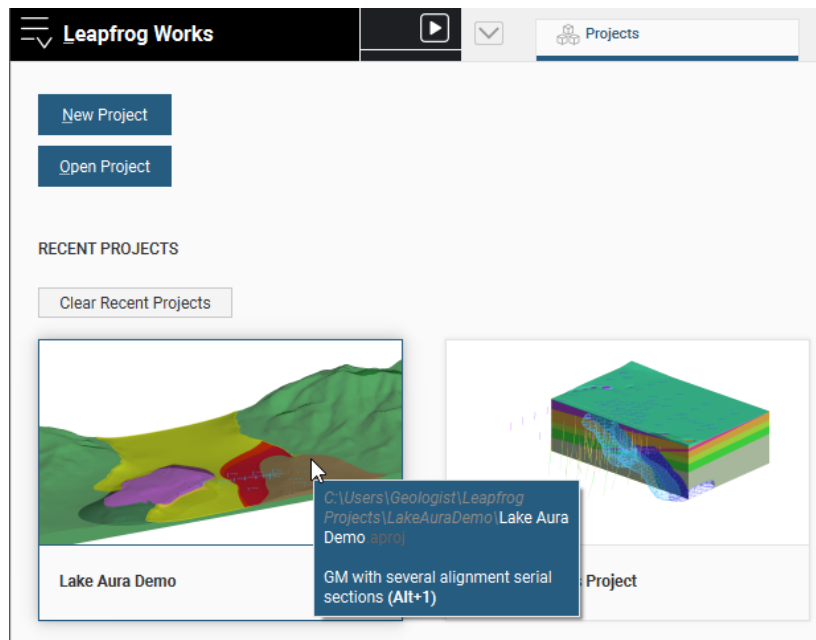 Leapfrog Works
Projects
New Project
Open Project
RECENT PROJECTS
Clear Recent Projects
C:\Users\Geologist\Leapfrog
Projects\LakeAuraDemo\Lake Aura
Demo.aproj
GM with several alignment serial
sections (Alt+1)
Lake Aura Demo
Project